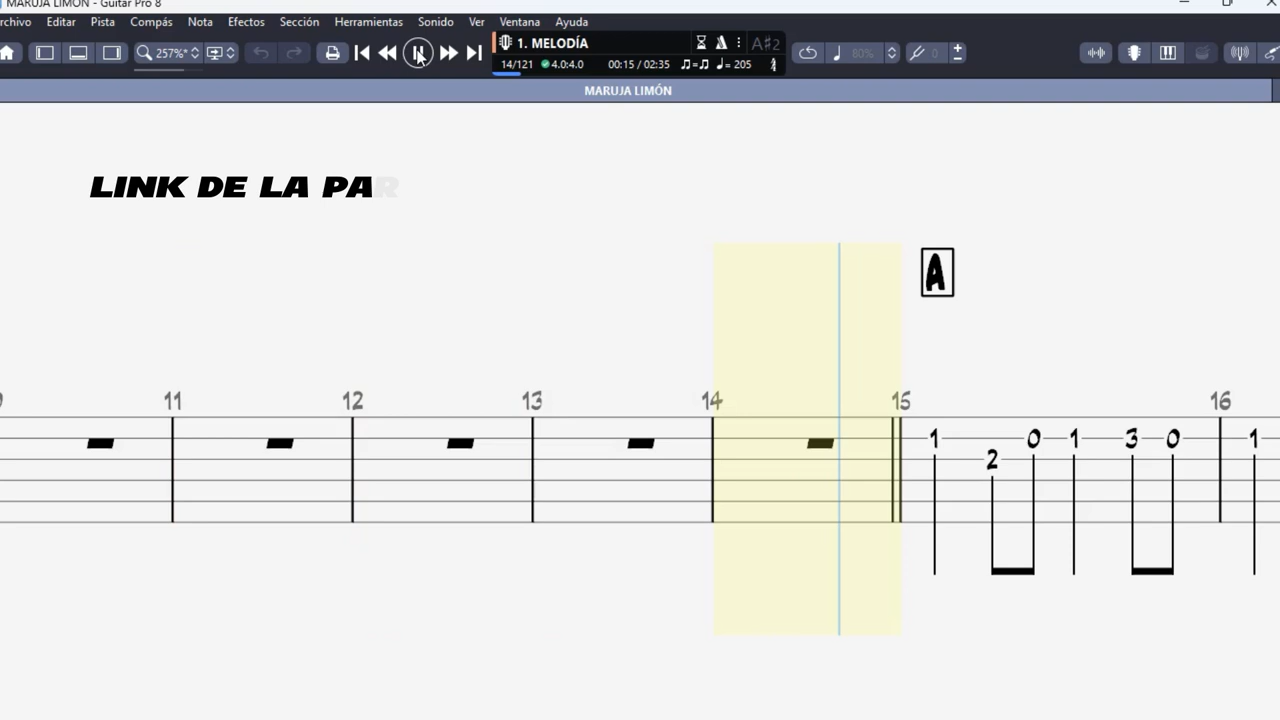 MARUJA LIMÓN - Guitar Pro 8
rchivo Editar Pista Compás Nota Efectos Sección Herramientas Sonido Ver Ventana Ayuda
257%* 1. MELODÍA A#2 80% 0
14/121 4.0:4.0 00:15 / 02:35 ♫=♫ ♩= 205
MARUJA LIMÓN
LINK DE LA PAR
A
11 12 13 14 15 16
1 2 0 1 3 0 1